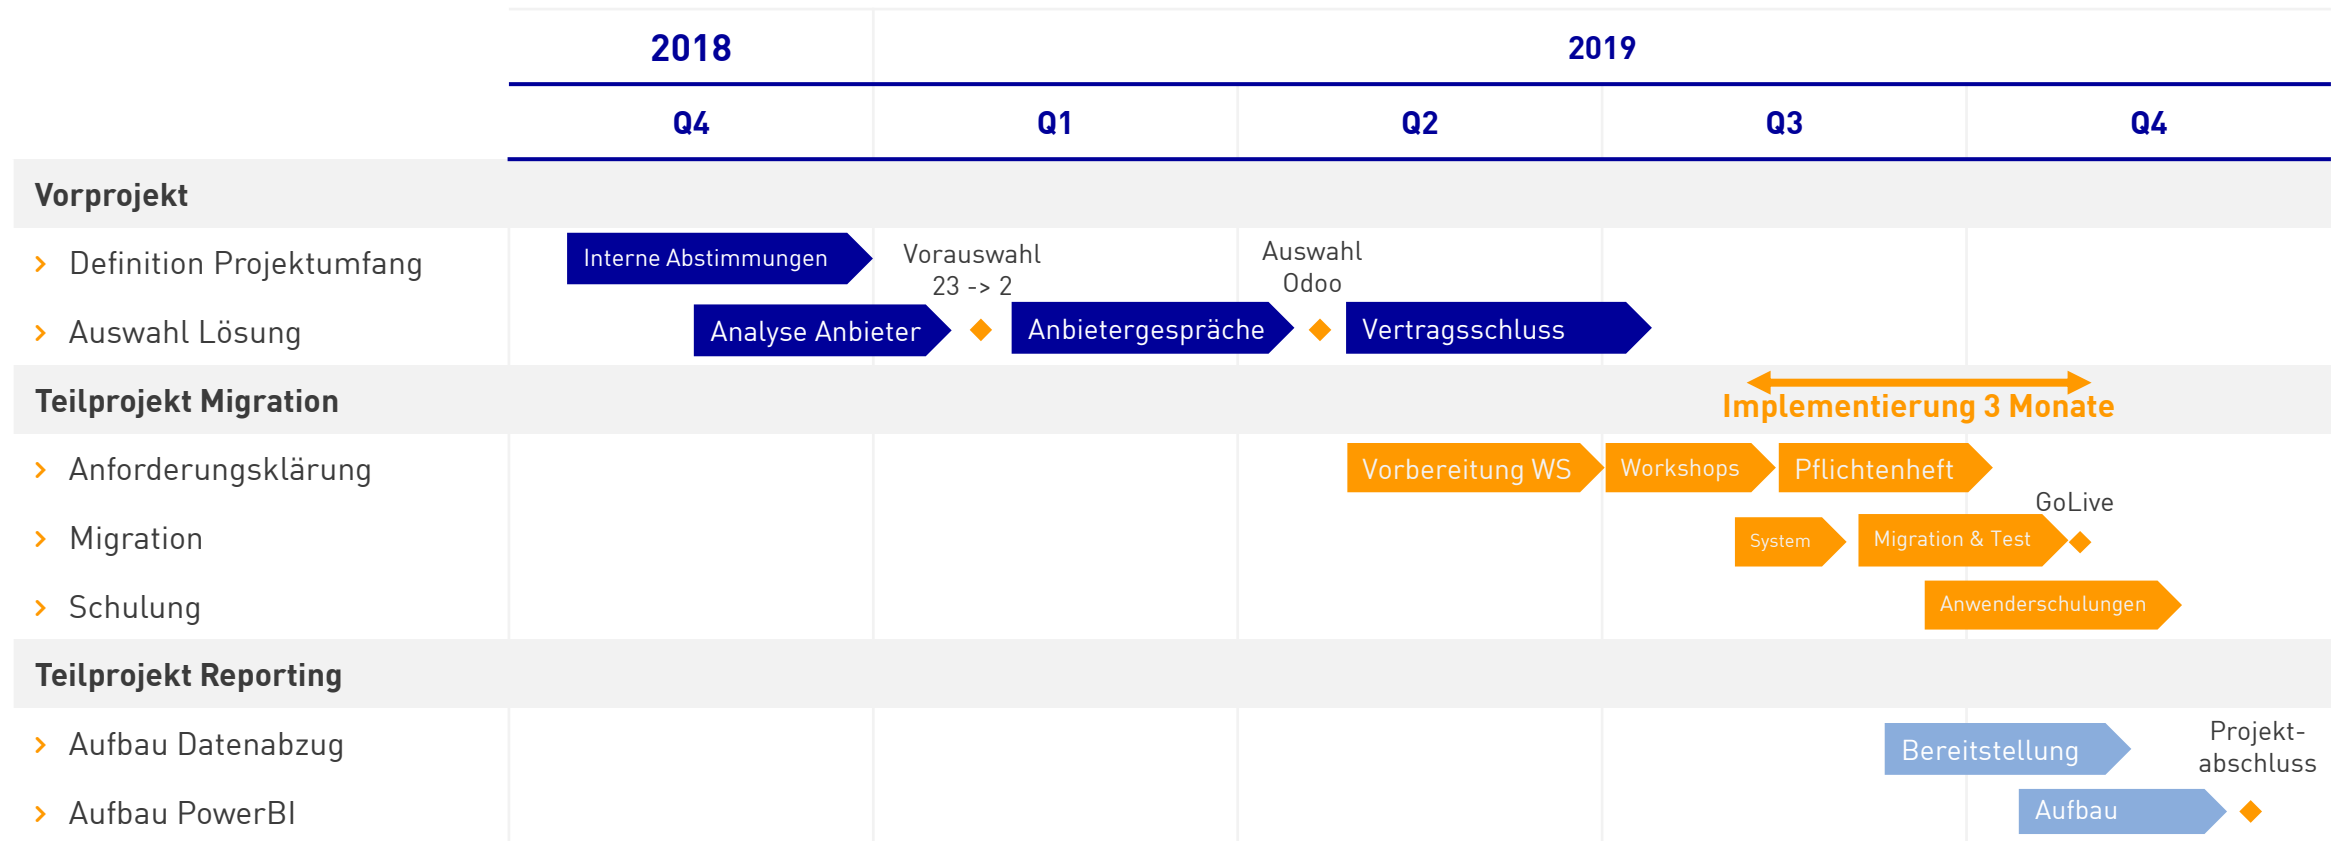 2018
2019
Q4
Q1
Q2
Q3
Q4
Vorprojekt
Definition Projektumfang
Interne Abstimmungen
Vorauswahl
23 -> 2
Auswahl
Odoo
Auswahl Lösung
Analyse Anbieter
Anbietergespräche
Vertragsschluss
Teilprojekt Migration
Implementierung 3 Monate
Anforderungsklärung
Vorbereitung WS
Workshops
Pflichtenheft
GoLive
Migration
System
Migration & Test
Schulung
Anwenderschulungen
Teilprojekt Reporting
Aufbau Datenabzug
Bereitstellung
Projekt-
abschluss
Aufbau PowerBI
Aufbau